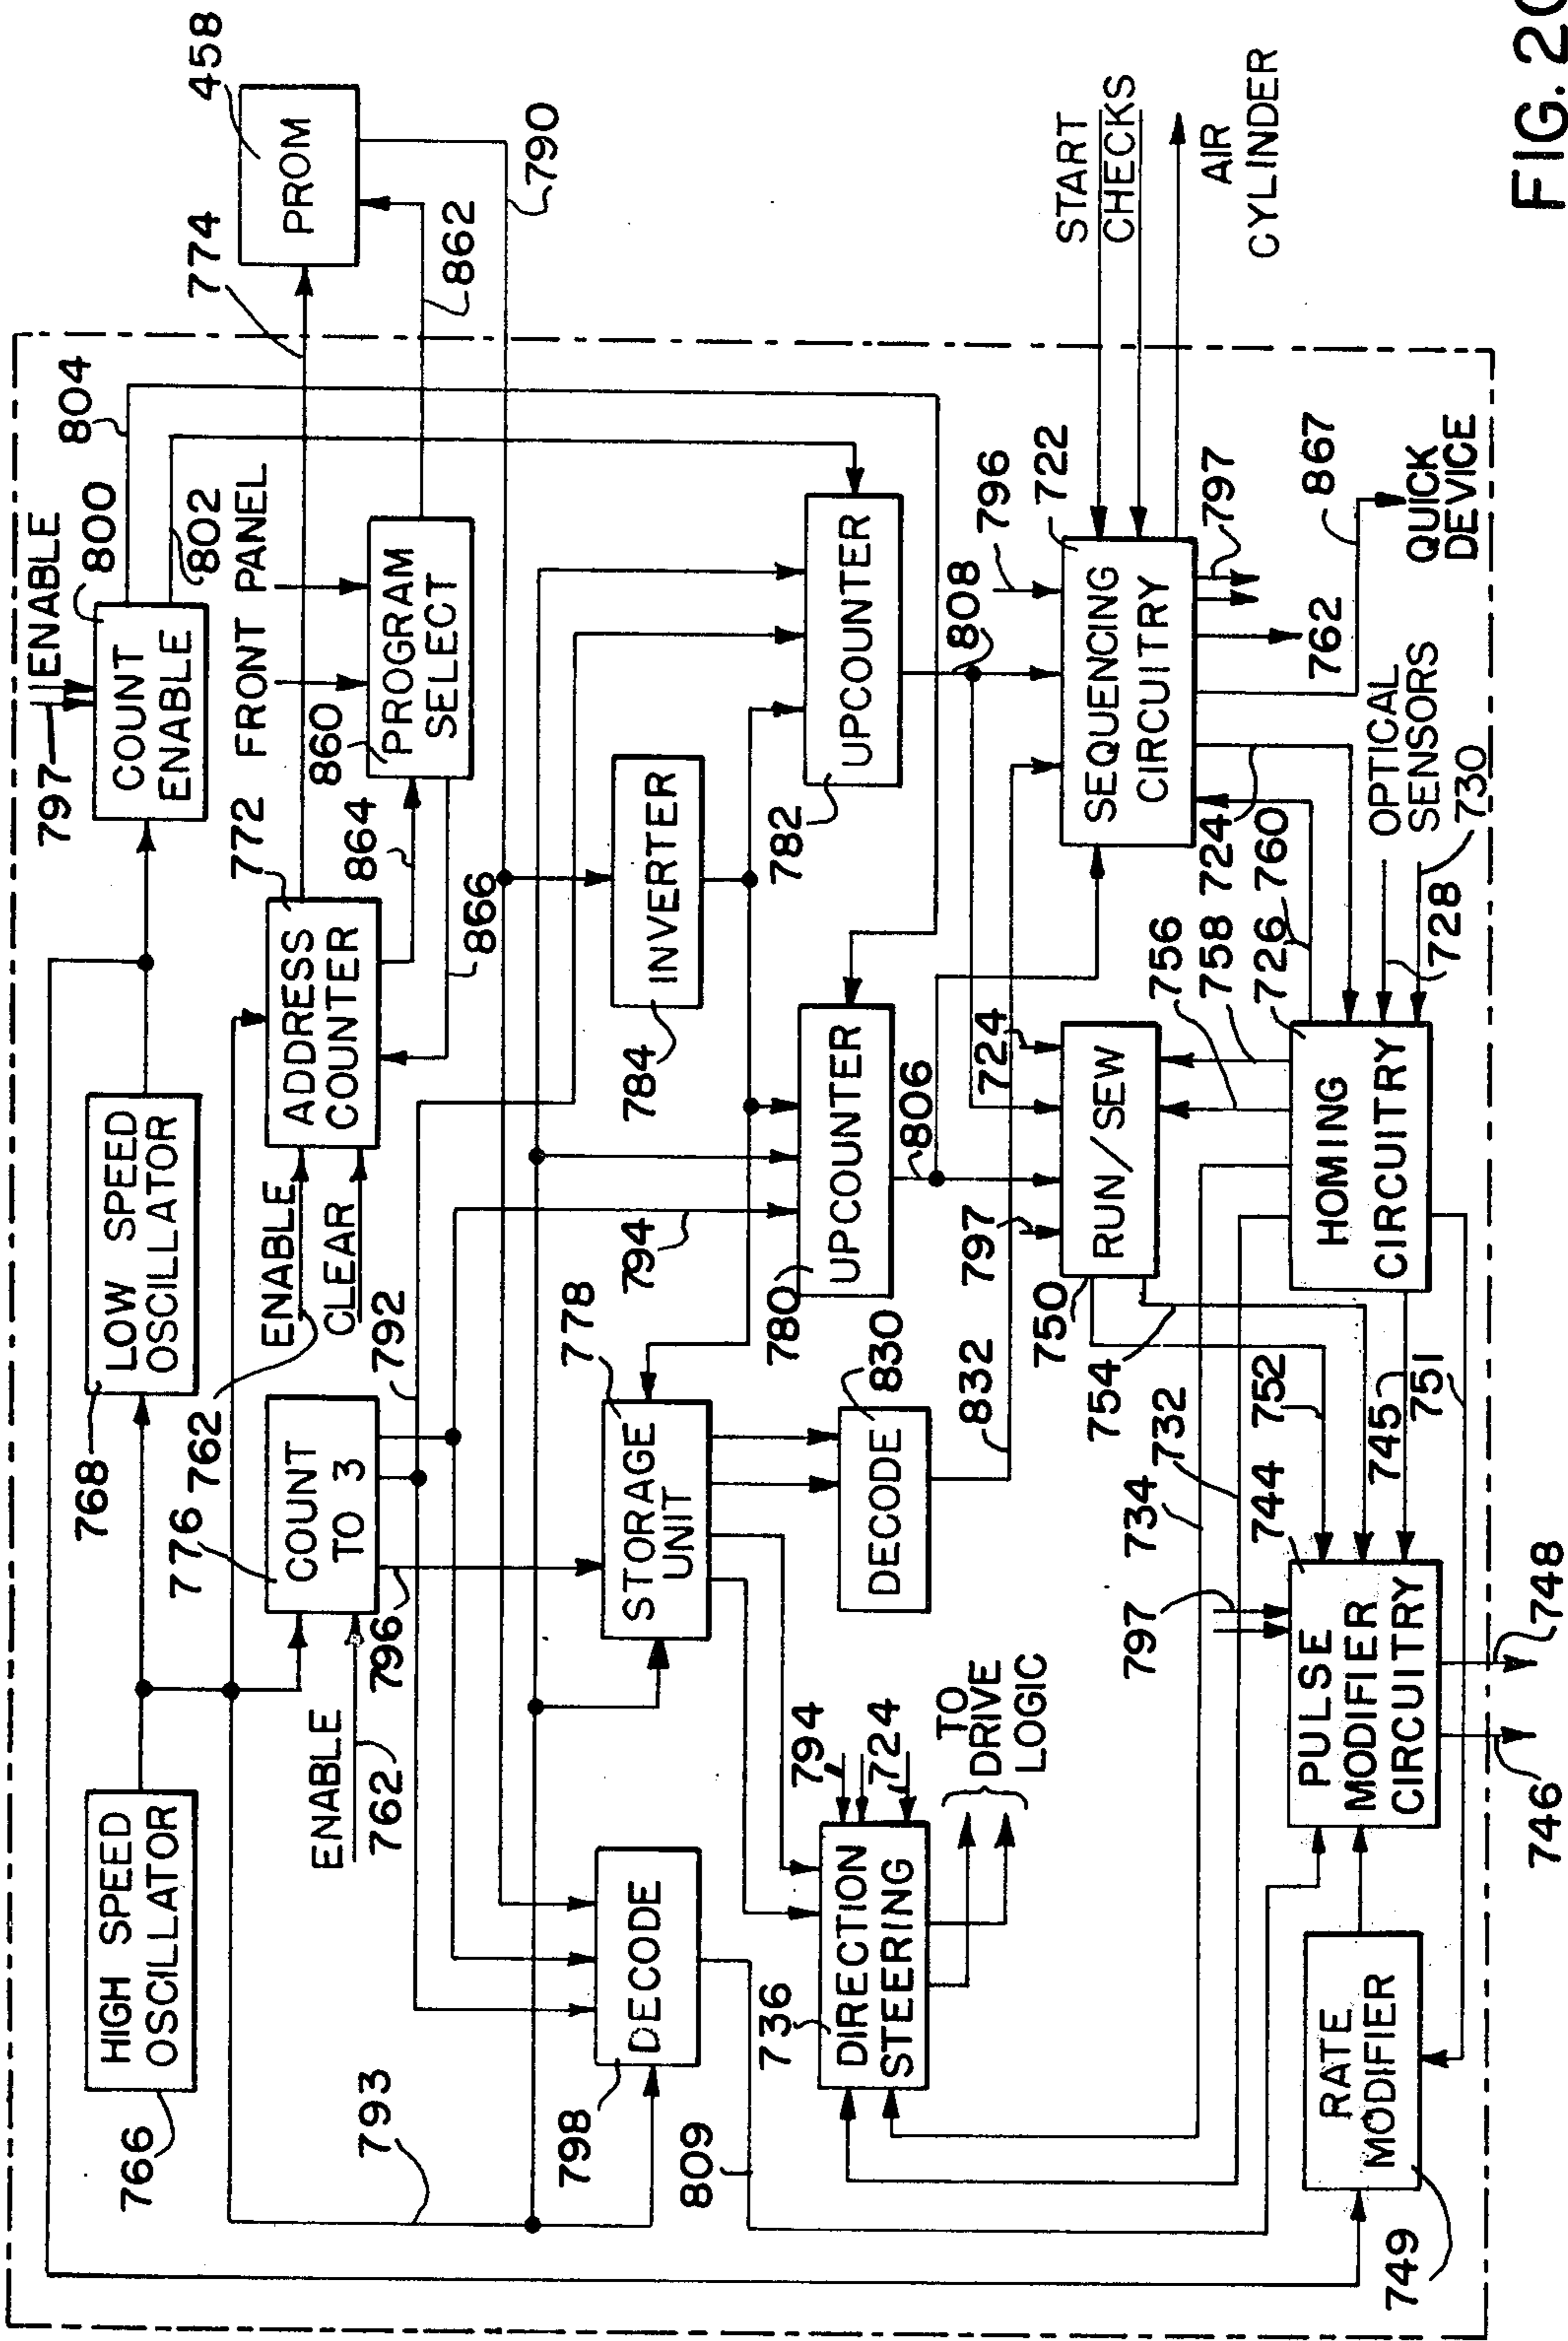 HIGH SPEED
OSCILLATOR
766
LOW SPEED
OSCILLATOR
768
797
ENABLE
COUNT
ENABLE
800
804
802
774
PROM
458
790
862
ENABLE
762
COUNT
TO 3
776
796
792
762
ENABLE
CLEAR
ADDRESS
COUNTER
772
864
866
860
FRONT PANEL
PROGRAM
SELECT
793
798
DECODE
809
STORAGE
UNIT
778
794
INVERTER
784
780
UPCOUNTER
806
782
UPCOUNTER
808
736
DIRECTION
STEERING
794
724
TO
DRIVE
LOGIC
DECODE
830
832
797
724
RUN/SEW
750
754
752
756
758
726
760
724
796
722
SEQUENCING
CIRCUITRY
START
CHECKS
AIR
CYLINDER
797
762
867
QUICK
DEVICE
OPTICAL
SENSORS
730
728
HOMING
CIRCUITRY
734
732
744
745
751
797
PULSE
MODIFIER
CIRCUITRY
746
748
RATE
MODIFIER
749